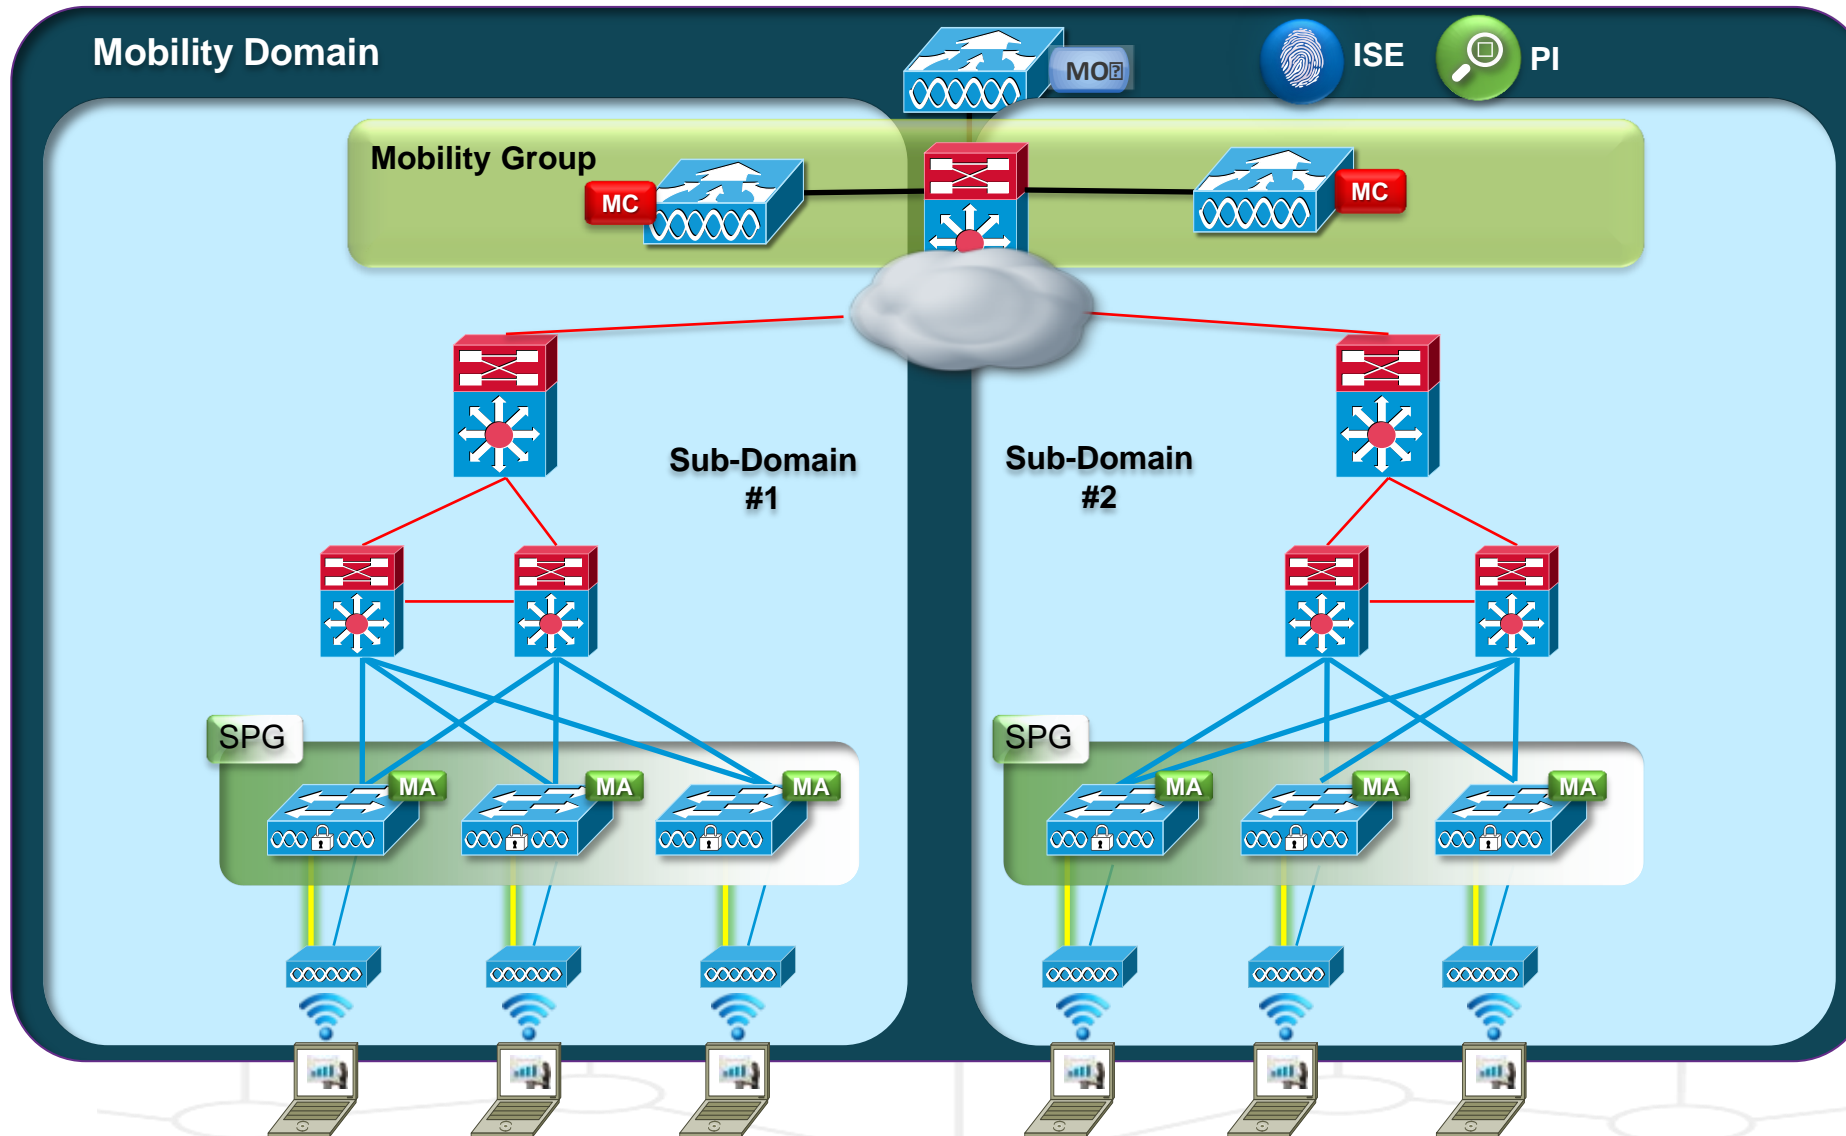 Mobility Domain
MO
ISE
PI
Mobility Group
MC
MC
Sub-Domain
#1
Sub-Domain
#2
SPG
SPG
MA
MA
MA
MA
MA
MA